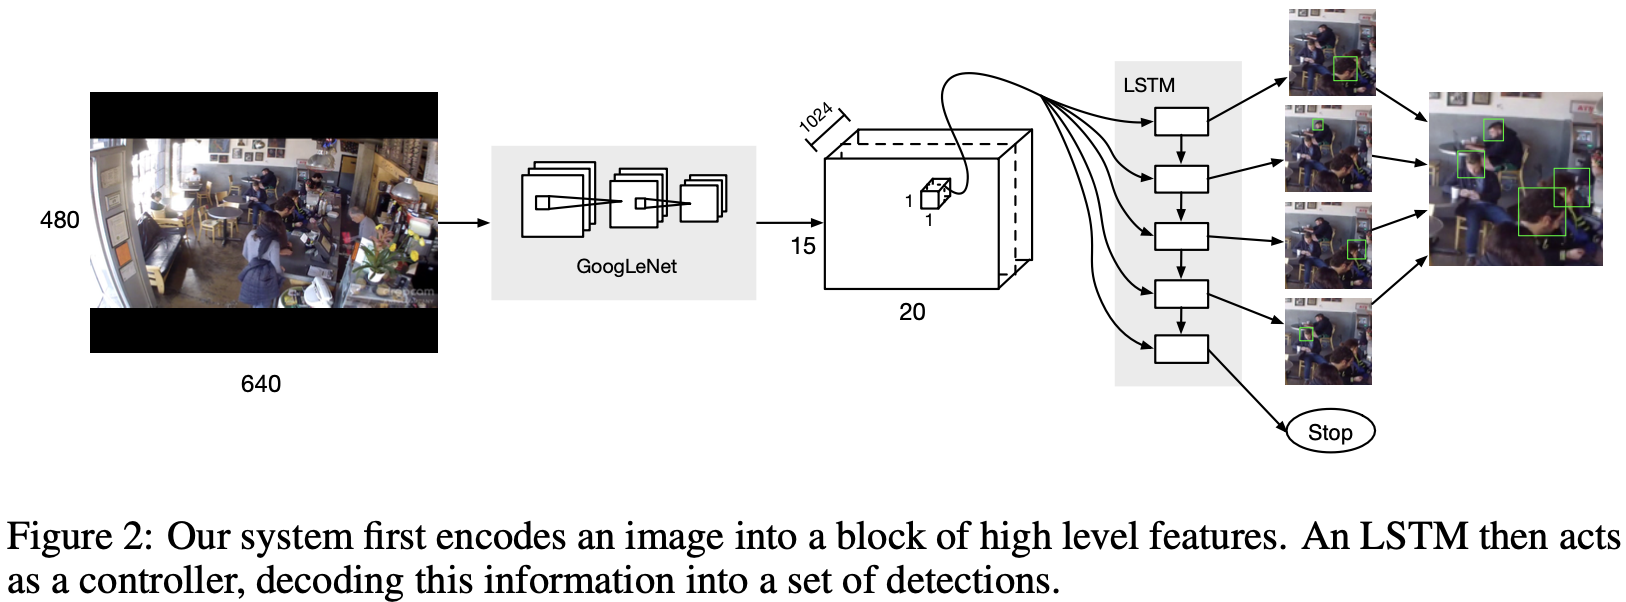 480
640
GoogLeNet
1024
1
1
15
20
LSTM
Stop
dropcam
Figure 2: Our system first encodes an image into a block of high level features. An LSTM then acts
as a controller, decoding this information into a set of detections.